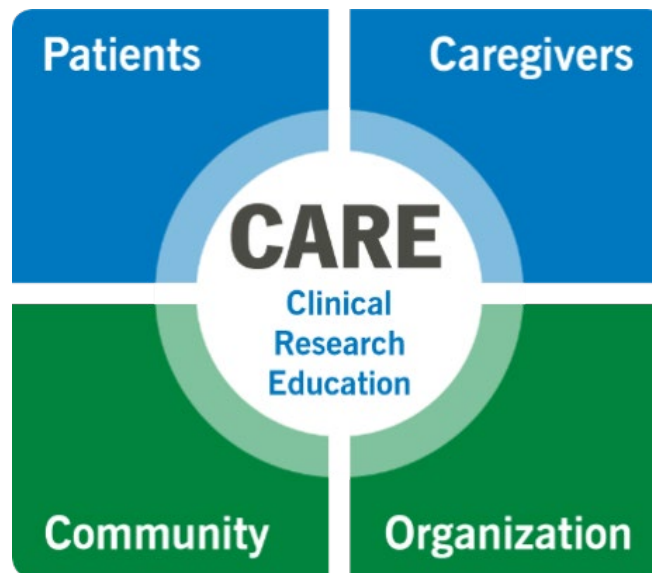 Patients
Caregivers
CARE
Clinical
Research
Education
Community
Organization